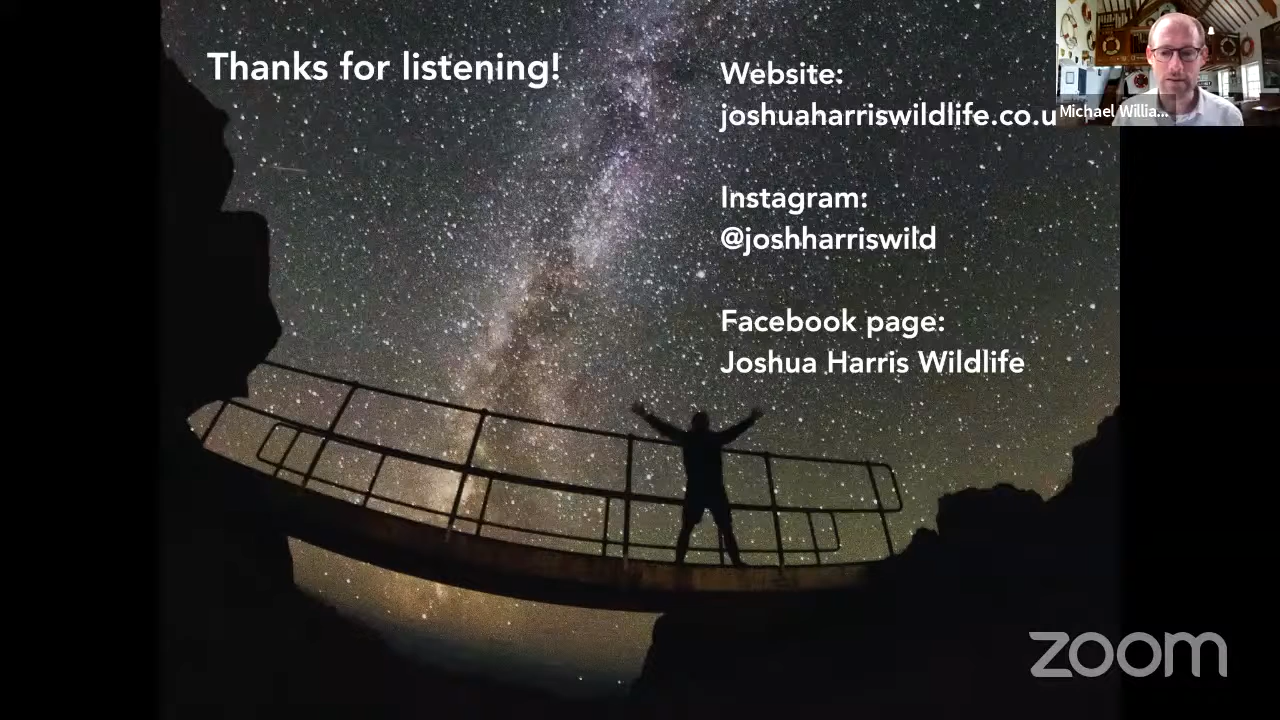 Thanks for listening!
Website:
joshuaharriswildlife.co.u
Instagram:
@joshharriswild
Facebook page:
Joshua Harris Wildlife
Michael Willia...
zoom